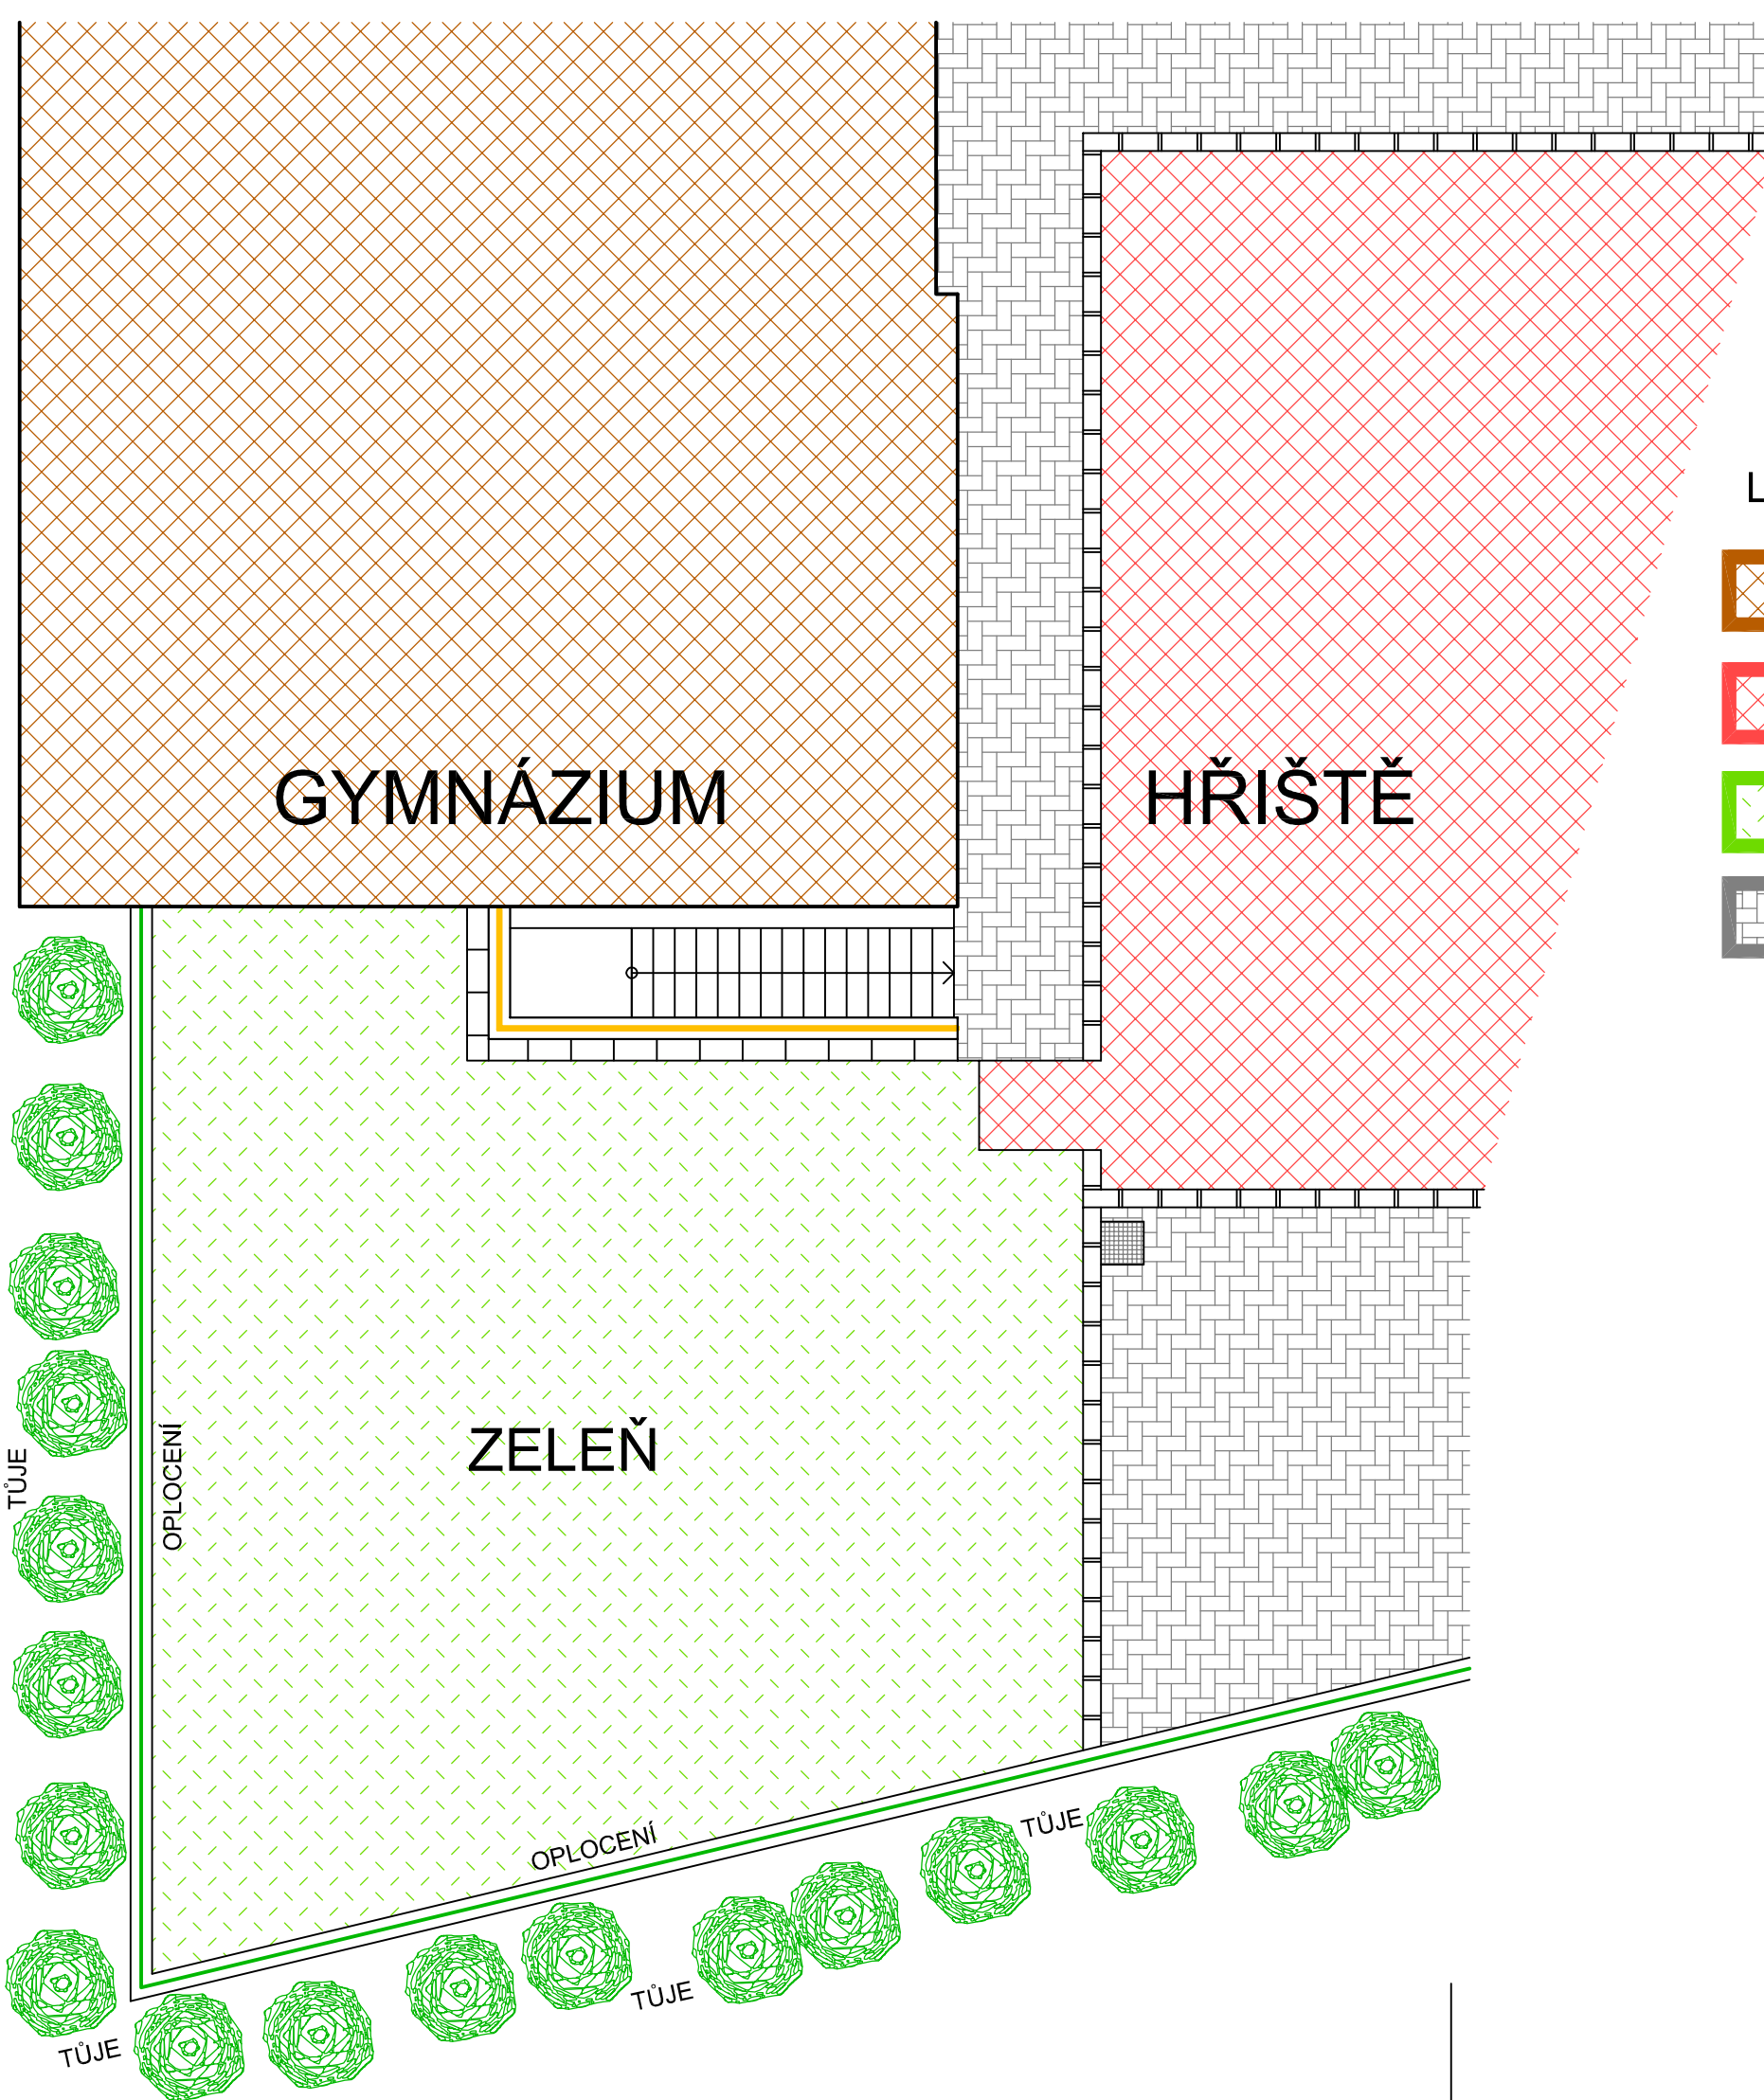 L
GYMNÁZIUM
HŘIŠTĚ
ZELEŇ
OPLOCENÍ
TŮJE
OPLOCENÍ
TŮJE
TŮJE
TŮJE